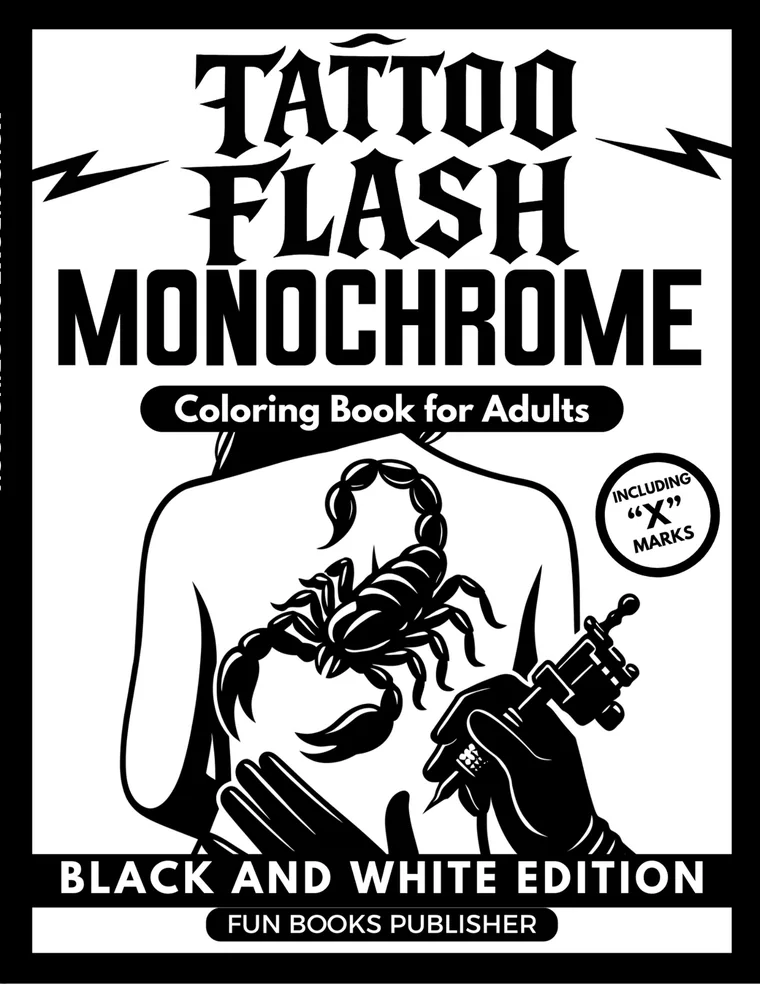 TATTOO
FLASH
MONOCHROME
Coloring Book for Adults
INCLUDING
"X"
MARKS
BLACK AND WHITE EDITION
FUN BOOKS PUBLISHER